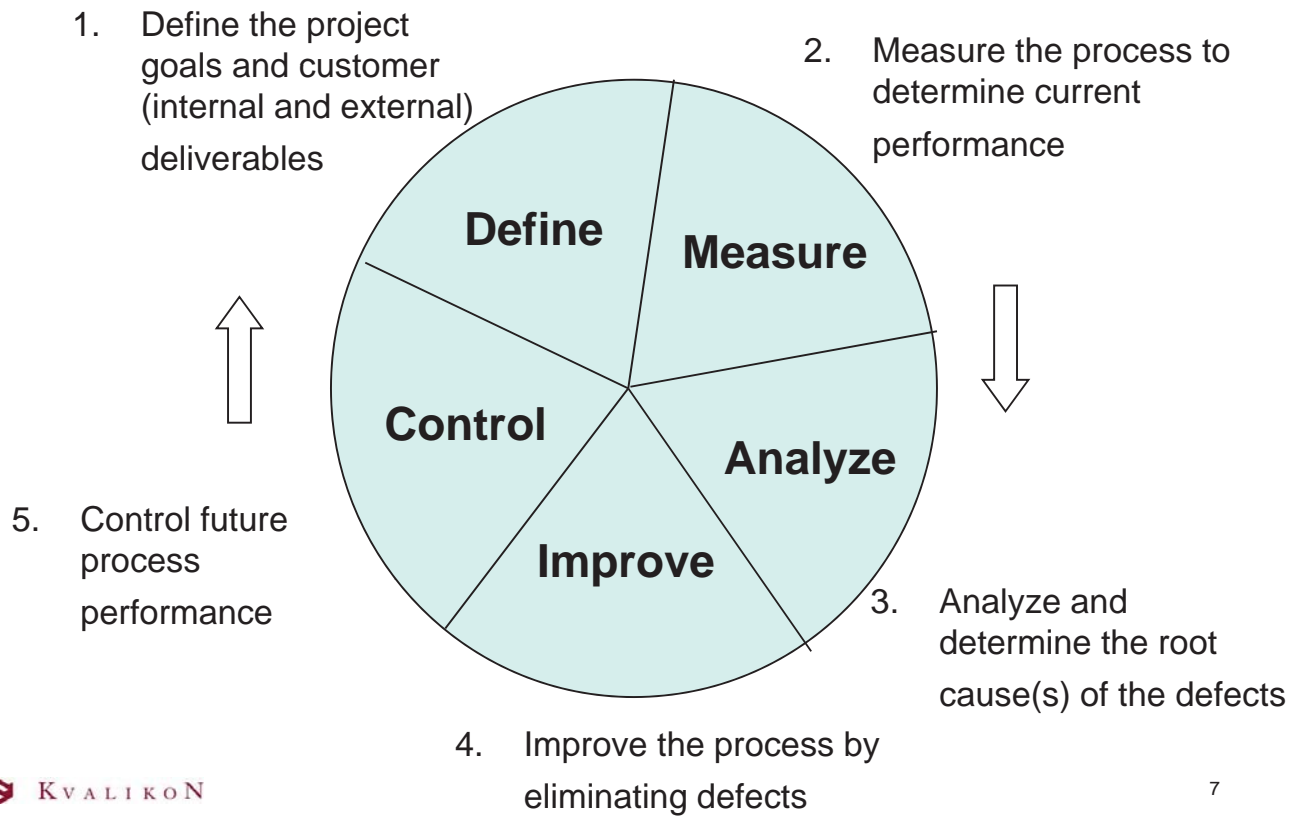 1. Define the project
goals and customer
(internal and external)
deliverables
2. Measure the process to
determine current
performance
Define
Measure
Control
Analyze
Improve
5. Control future
process
performance
3. Analyze and
determine the root
cause(s) of the defects
4. Improve the process by
eliminating defects
KVALIKON
7